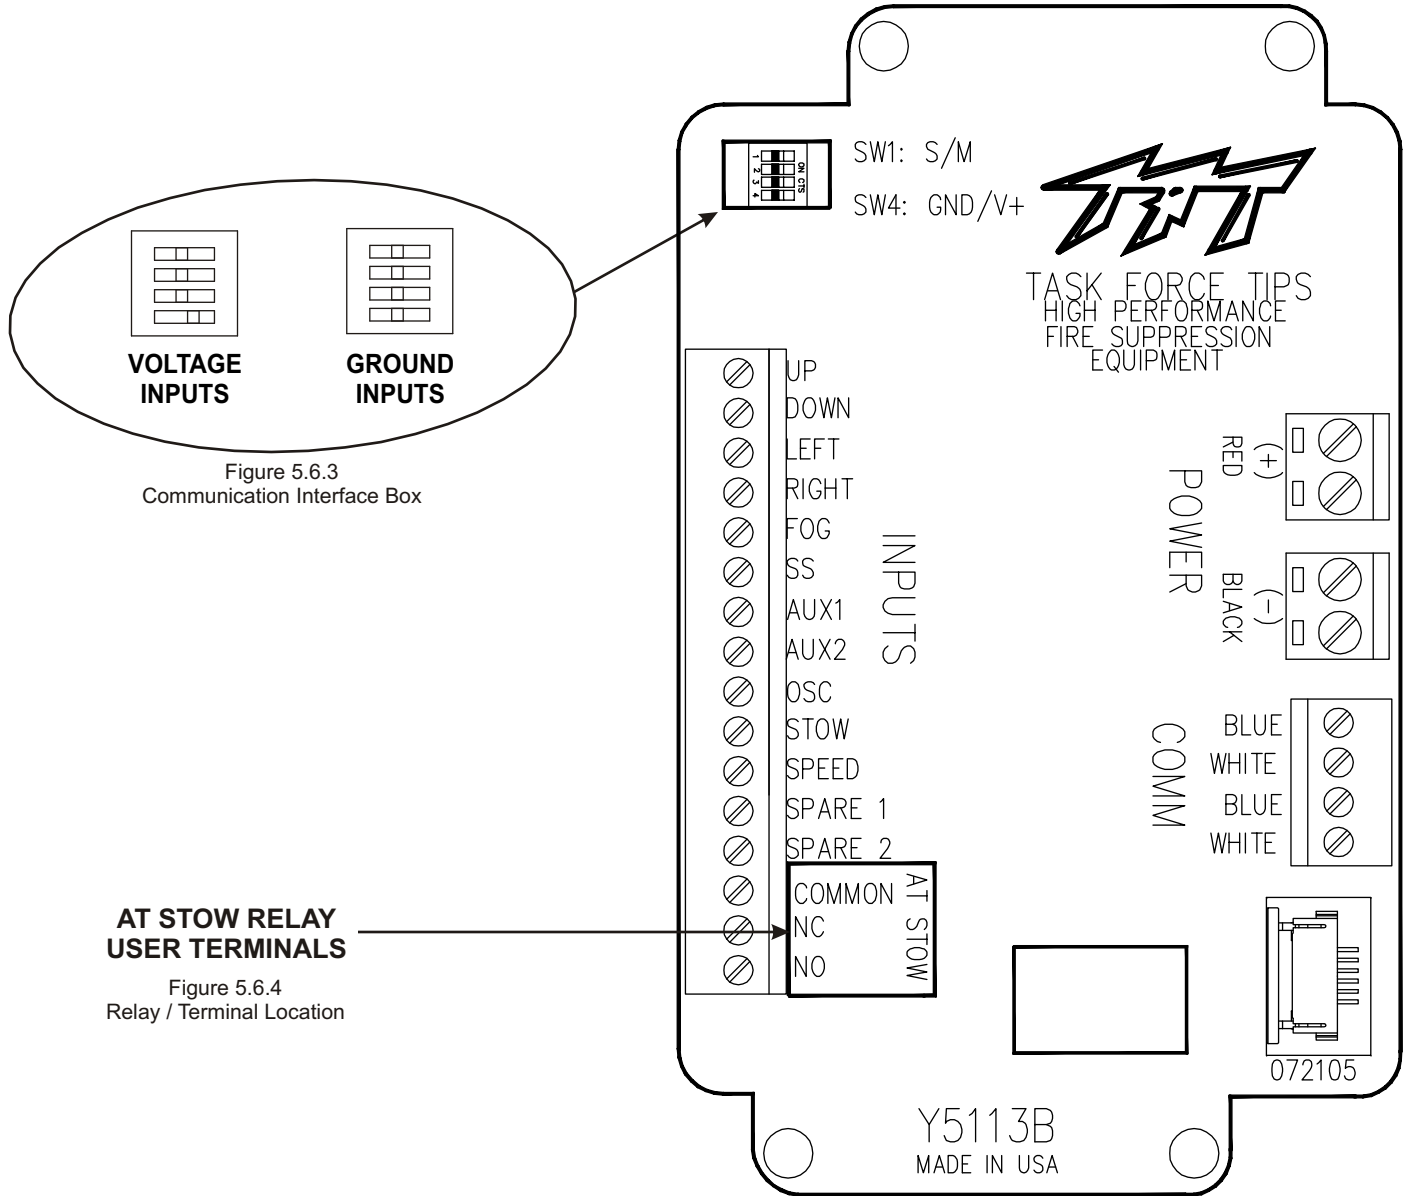 1 2 3 4
ON CTS
SW1: S/M
SW4: GND/V+
TFT
TASK FORCE TIPS
HIGH PERFORMANCE
FIRE SUPPRESSION
EQUIPMENT
VOLTAGE
INPUTS
GROUND
INPUTS
Figure 5.6.3
Communication Interface Box
UP
DOWN
LEFT
RIGHT
FOG
SS
AUX1
AUX2
OSC
STOW
SPEED
SPARE 1
SPARE 2
COMMON
NC
NO
AT STOW
INPUTS
RED
(+)
POWER
BLACK
(-)
COMM
BLUE
WHITE
BLUE
WHITE
AT STOW RELAY
USER TERMINALS
Figure 5.6.4
Relay / Terminal Location
072105
Y5113B
MADE IN USA